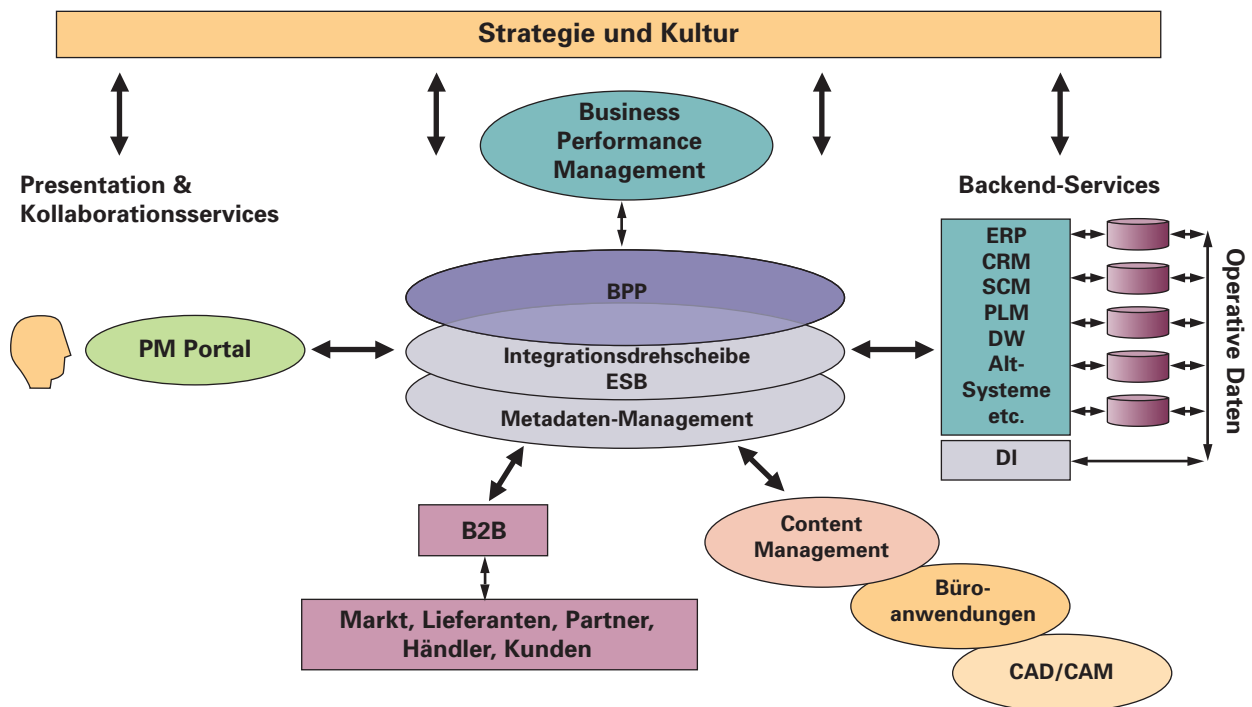 Strategie und Kultur
Business
Performance
Management
Presentation &
Kollaborationsservices
Backend-Services
BPP
PM Portal
Integrationsdrehscheibe
ESB
Metadaten-Management
ERP
CRM
SCM
PLM
DW
Alt-
Systeme
etc.
DI
Operative Daten
B2B
Markt, Lieferanten, Partner,
Händler, Kunden
Content
Management
Büro-
anwendungen
CAD/CAM